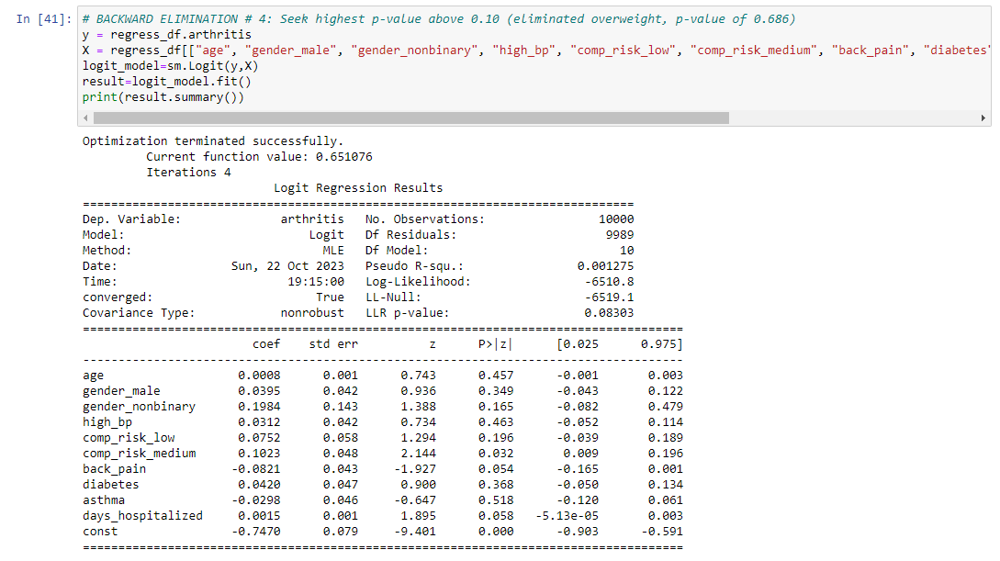 In [41]: # BACKWARD ELIMINATION # 4: Seek highest p-value above 0.10 (eliminated overweight, p-value of 0.686)
y = regress_df.arthritis
X = regress_df[["age", "gender_male", "gender_nonbinary", "high_bp", "comp_risk_low", "comp_risk_medium", "back_pain", "diabetes"
logit_model=sm.Logit(y,X)
result=logit_model.fit()
print(result.summary())
Optimization terminated successfully.
         Current function value: 0.651076
         Iterations 4
                           Logit Regression Results
==============================================================================
Dep. Variable:              arthritis   No. Observations:                10000
Model:                          Logit   Df Residuals:                     9989
Method:                           MLE   Df Model:                           10
Date:                Sun, 22 Oct 2023   Pseudo R-squ.:                0.001275
Time:                        19:15:00   Log-Likelihood:                -6510.8
converged:                       True   LL-Null:                       -6519.1
Covariance Type:            nonrobust   LLR p-value:                   0.08303
=====================================================================================
                        coef    std err          z      P>|z|      [0.025      0.975]
-------------------------------------------------------------------------------------
age                   0.0008      0.001      0.743      0.457      -0.001       0.003
gender_male           0.0395      0.042      0.936      0.349      -0.043       0.122
gender_nonbinary      0.1984      0.143      1.388      0.165      -0.082       0.479
high_bp               0.0312      0.042      0.734      0.463      -0.052       0.114
comp_risk_low         0.0752      0.058      1.294      0.196      -0.039       0.189
comp_risk_medium      0.1023      0.048      2.144      0.032       0.009       0.196
back_pain            -0.0821      0.043     -1.927      0.054      -0.165       0.001
diabetes              0.0420      0.047      0.900      0.368      -0.050       0.134
asthma               -0.0298      0.046     -0.647      0.518      -0.120       0.061
days_hospitalized     0.0015      0.001      1.895      0.058   -5.13e-05       0.003
const                -0.7470      0.079     -9.401      0.000      -0.903      -0.591
=====================================================================================